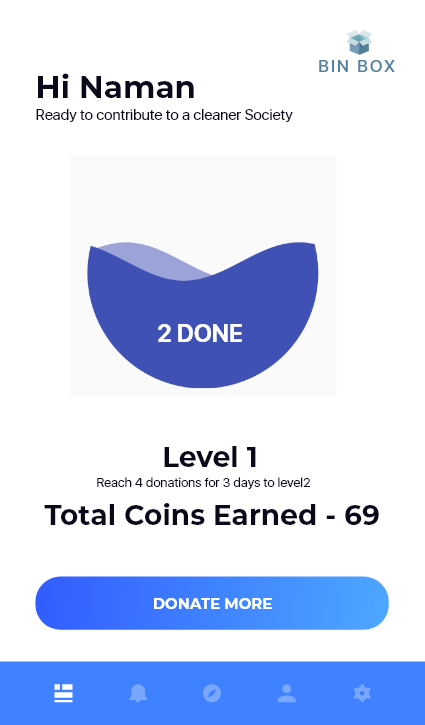 BIN BOX
Hi Naman
Ready to contribute to a cleaner Society
2 DONE
Level 1
Reach 4 donations for 3 days to level2
Total Coins Earned - 69
DONATE MORE